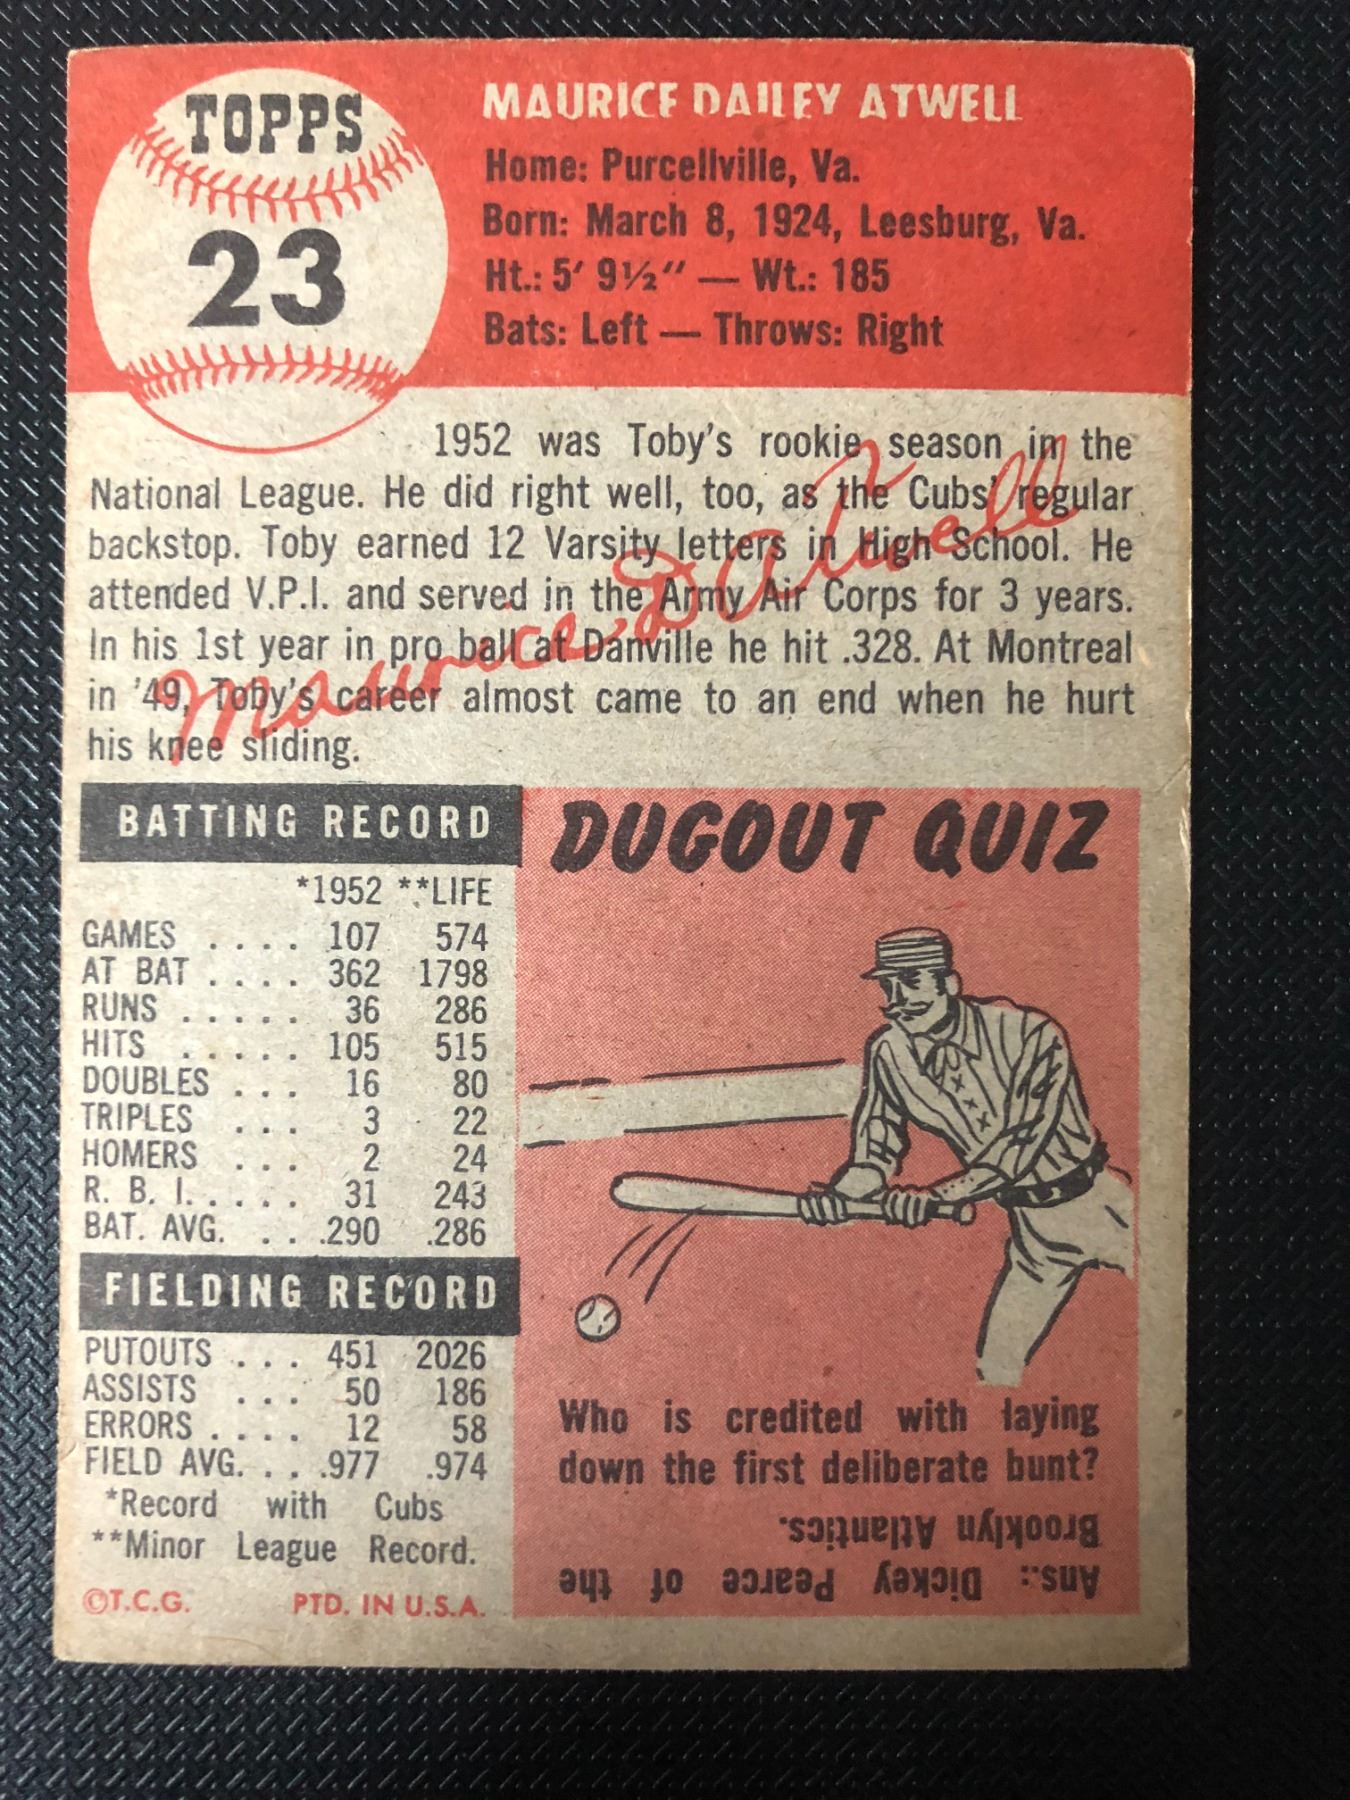 TOPPS
23
MAURICE DAILEY ATWELL
Home: Purcellville, Va.
Born: March 8, 1924, Leesburg, Va.
Ht.: 5′ 9½″ — Wt.: 185
Bats: Left — Throws: Right
1952 was Toby's rookie season in the
National League. He did right well, too, as the Cubs' regular
backstop. Toby earned 12 Varsity letters in High School. He
attended V.P.I. and served in the Army Air Corps for 3 years.
In his 1st year in pro ball at Danville he hit .328. At Montreal
in '49, Toby's career almost came to an end when he hurt
his knee sliding.
Maurice D Atwell
BATTING RECORD
*1952 **LIFE
GAMES . . . . 107 574
AT BAT . . . . 362 1798
RUNS . . . . . 36 286
HITS . . . . . 105 515
DOUBLES . . . 16 80
TRIPLES . . . 3 22
HOMERS . . . 2 24
R. B. I. . . . . 31 243
BAT. AVG. . . .290 .286
FIELDING RECORD
PUTOUTS . . . 451 2026
ASSISTS . . . 50 186
ERRORS . . . . 12 58
FIELD AVG. . . .977 .974
*Record with Cubs
**Minor League Record.
©T.C.G. PTD. IN U.S.A.
DUGOUT QUIZ
Who is credited with laying
down the first deliberate bunt?
Ans.: Dickey Pearce of the
Brooklyn Atlantics.